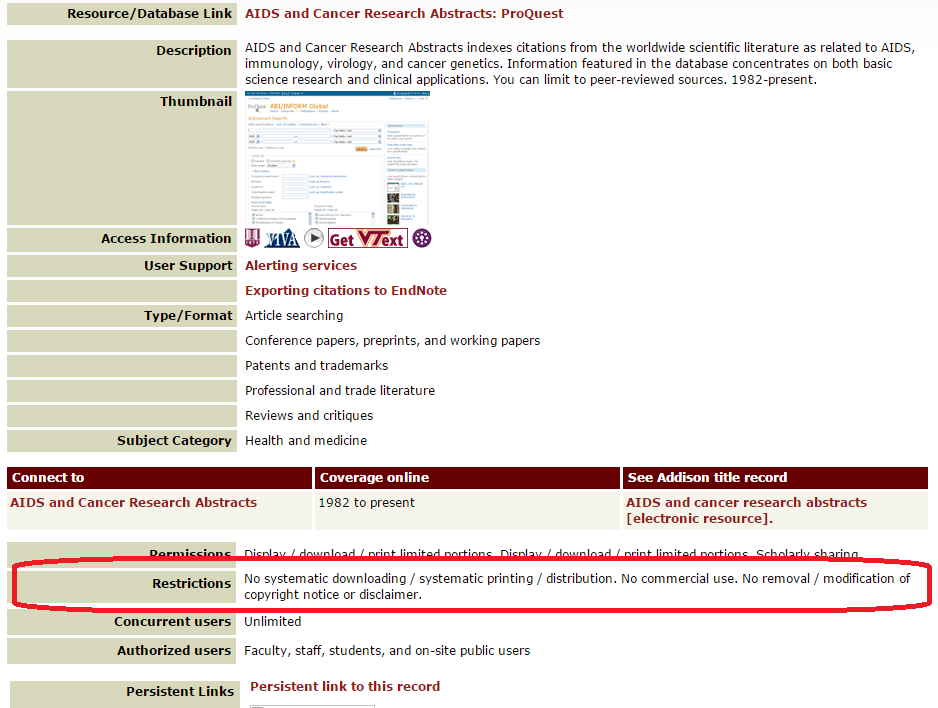 Resource/Database Link AIDS and Cancer Research Abstracts: ProQuest
Description AIDS and Cancer Research Abstracts indexes citations from the worldwide scientific literature as related to AIDS,
immunology, virology, and cancer genetics. Information featured in the database concentrates on both basic
science research and clinical applications. You can limit to peer-reviewed sources. 1982-present.
Thumbnail
ProQuest ABI/INFORM Global
Advanced Search
Access Information VIVA Get VText
User Support Alerting services
Exporting citations to EndNote
Type/Format Article searching
Conference papers, preprints, and working papers
Patents and trademarks
Professional and trade literature
Reviews and critiques
Subject Category Health and medicine
Connect to Coverage online See Addison title record
AIDS and Cancer Research Abstracts 1982 to present AIDS and cancer research abstracts
[electronic resource].
Permissions Display / download / print limited portions. Display / download / print limited portions. Scholarly sharing.
Restrictions No systematic downloading / systematic printing / distribution. No commercial use. No removal / modification of
copyright notice or disclaimer.
Concurrent users Unlimited
Authorized users Faculty, staff, students, and on-site public users
Persistent Links Persistent link to this record